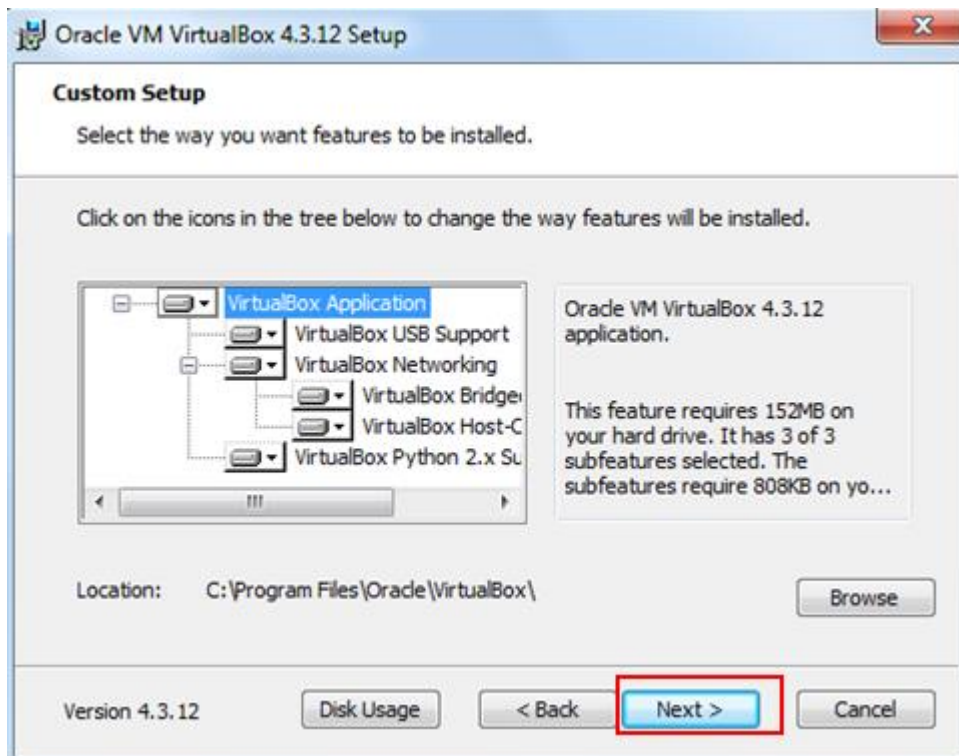 Oracle VM VirtualBox 4.3.12 Setup
Custom Setup
Select the way you want features to be installed.
Click on the icons in the tree below to change the way features will be installed.
VirtualBox Application
VirtualBox USB Support
VirtualBox Networking
VirtualBox Bridge
VirtualBox Host-C
VirtualBox Python 2.x Su
Oracle VM VirtualBox 4.3.12
application.
This feature requires 152MB on
your hard drive. It has 3 of 3
subfeatures selected. The
subfeatures require 808KB on yo...
Location: C:\Program Files\Oracle\VirtualBox\
Browse
Version 4.3.12 Disk Usage < Back Next > Cancel